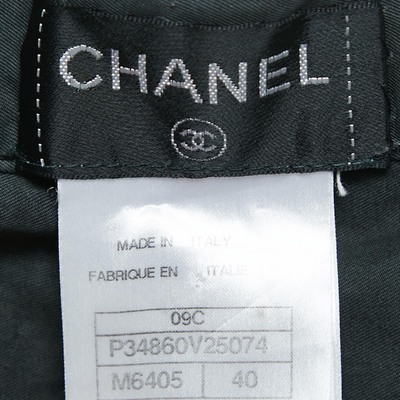 CHANEL
MADE IN ITALY
FABRIQUE EN ITALIE
09C
P34860V25074
M6405 40